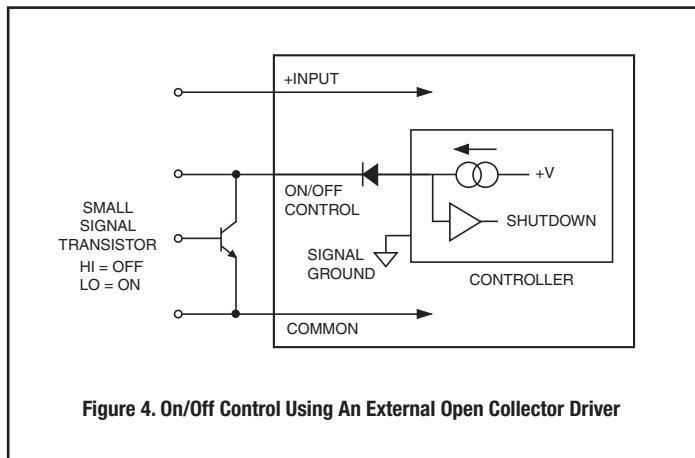 +INPUT
+V
ON/OFF
CONTROL
SHUTDOWN
SMALL
SIGNAL
TRANSISTOR
HI = OFF
LO = ON
SIGNAL
GROUND
CONTROLLER
COMMON
Figure 4. On/Off Control Using An External Open Collector Driver